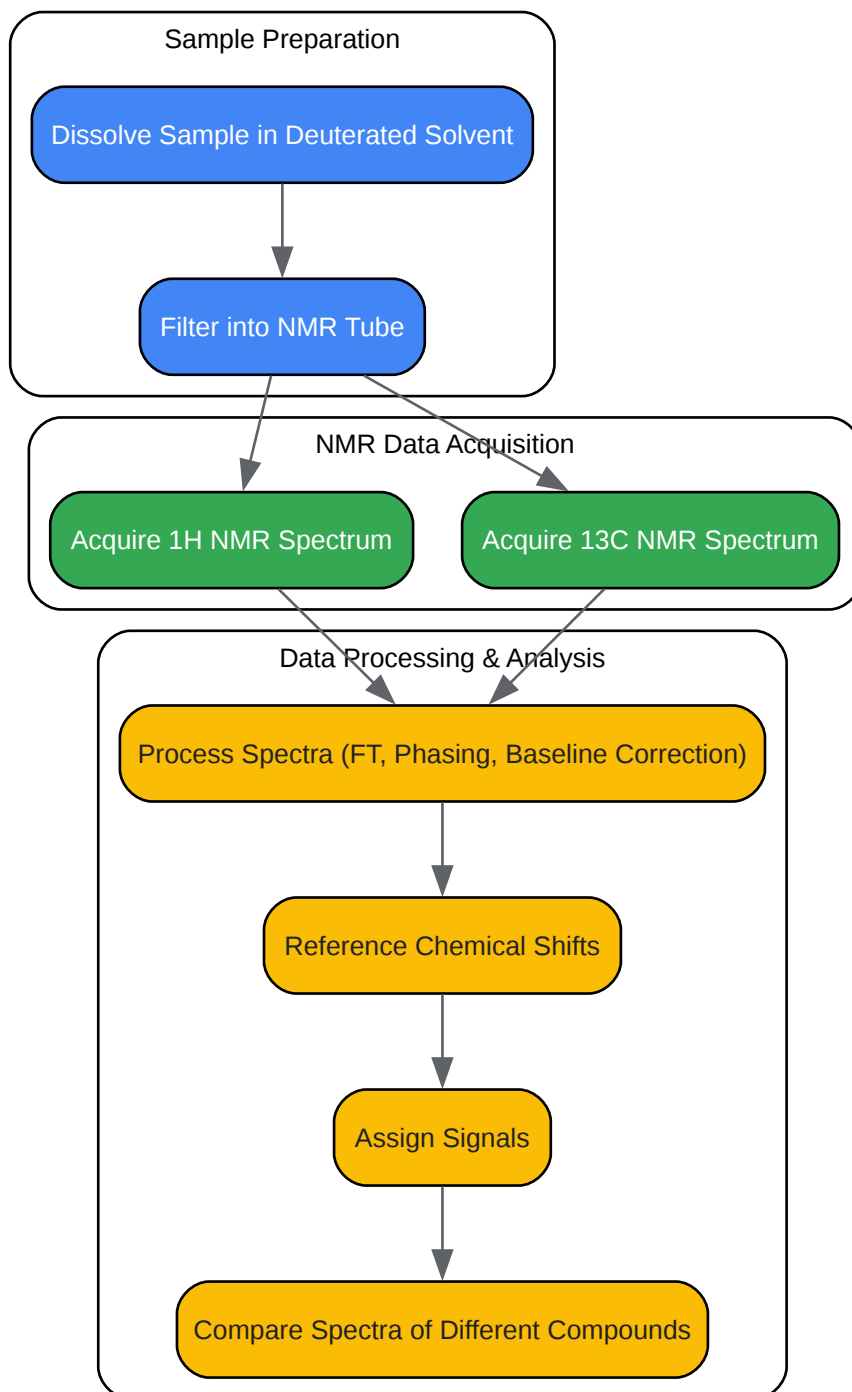 Sample Preparation
Dissolve Sample in Deuterated Solvent
Filter into NMR Tube
NMR Data Acquisition
Acquire 1H NMR Spectrum
Acquire 13C NMR Spectrum
Data Processing & Analysis
Process Spectra (FT, Phasing, Baseline Correction)
Reference Chemical Shifts
Assign Signals
Compare Spectra of Different Compounds